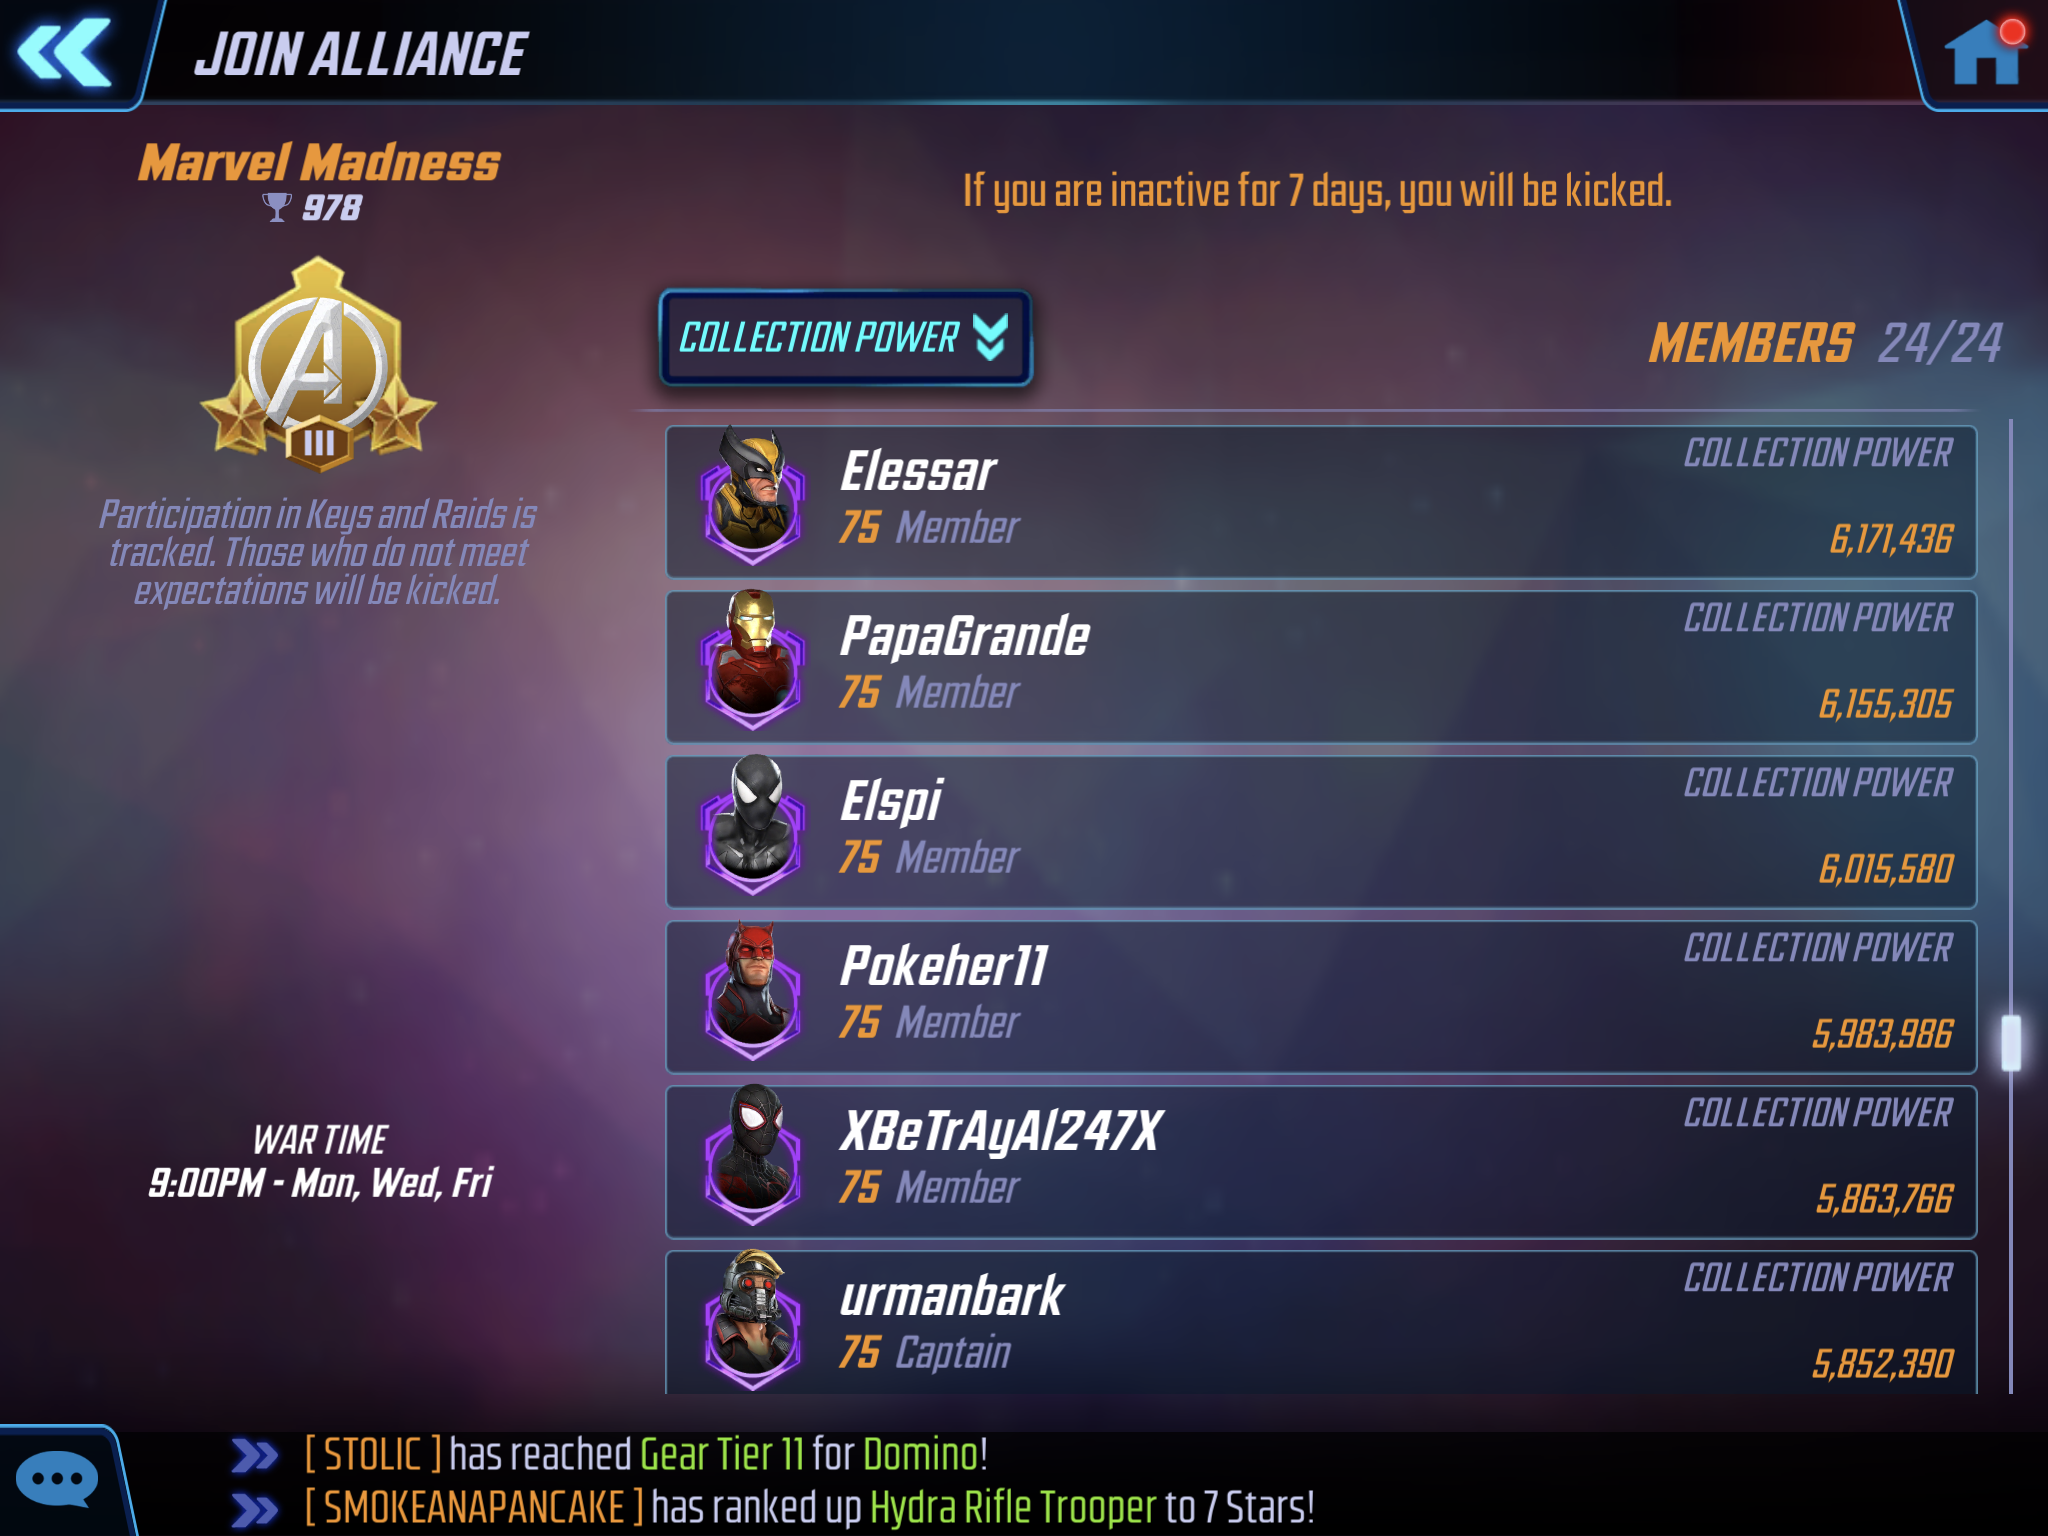 JOIN ALLIANCE
Marvel Madness
978
III
Participation in Keys and Raids is
tracked. Those who do not meet
expectations will be kicked.
WAR TIME
9:00PM - Mon, Wed, Fri
If you are inactive for 7 days, you will be kicked.
COLLECTION POWER
MEMBERS 24/24
Elessar
75 Member
COLLECTION POWER
6,171,436
PapaGrande
75 Member
COLLECTION POWER
6,155,305
Elspi
75 Member
COLLECTION POWER
6,015,580
Pokeher11
75 Member
COLLECTION POWER
5,983,986
XBeTrAyAl247X
75 Member
COLLECTION POWER
5,863,766
urmanbark
75 Captain
COLLECTION POWER
5,852,390
[ STOLIC ] has reached Gear Tier 11 for Domino!
[ SMOKEANAPANCAKE ] has ranked up Hydra Rifle Trooper to 7 Stars!